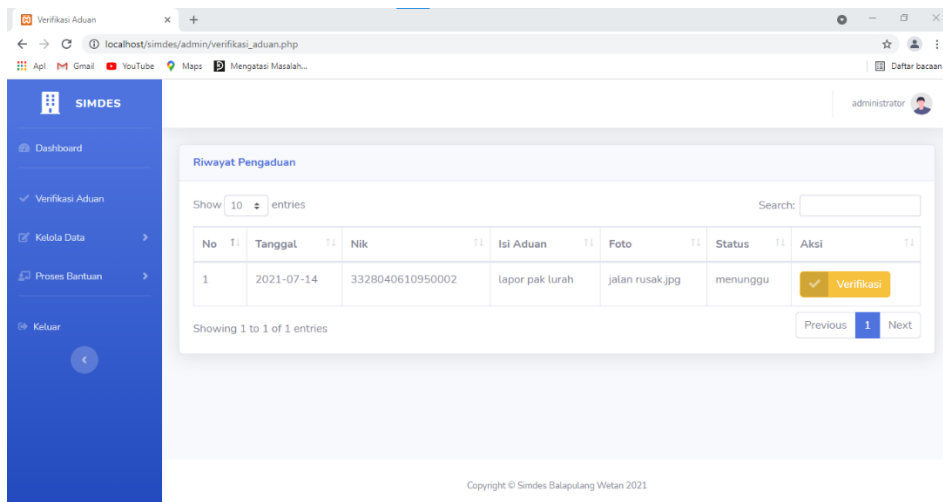 Verifikasi Aduan
localhost/simdes/admin/verifikasi_aduan.php
Apl Gmail YouTube Maps Mengatasi Masalah... Daftar bacaan
SIMDES
administrator
Dashboard
Verifikasi Aduan
Kelola Data
Proses Bantuan
Keluar
Riwayat Pengaduan
Show 10 entries Search:
No Tanggal Nik Isi Aduan Foto Status Aksi
1 2021-07-14 3328040610950002 lapor pak lurah jalan rusak.jpg menunggu Verifikasi
Showing 1 to 1 of 1 entries Previous 1 Next
Copyright © Simdes Balapulang Wetan 2021